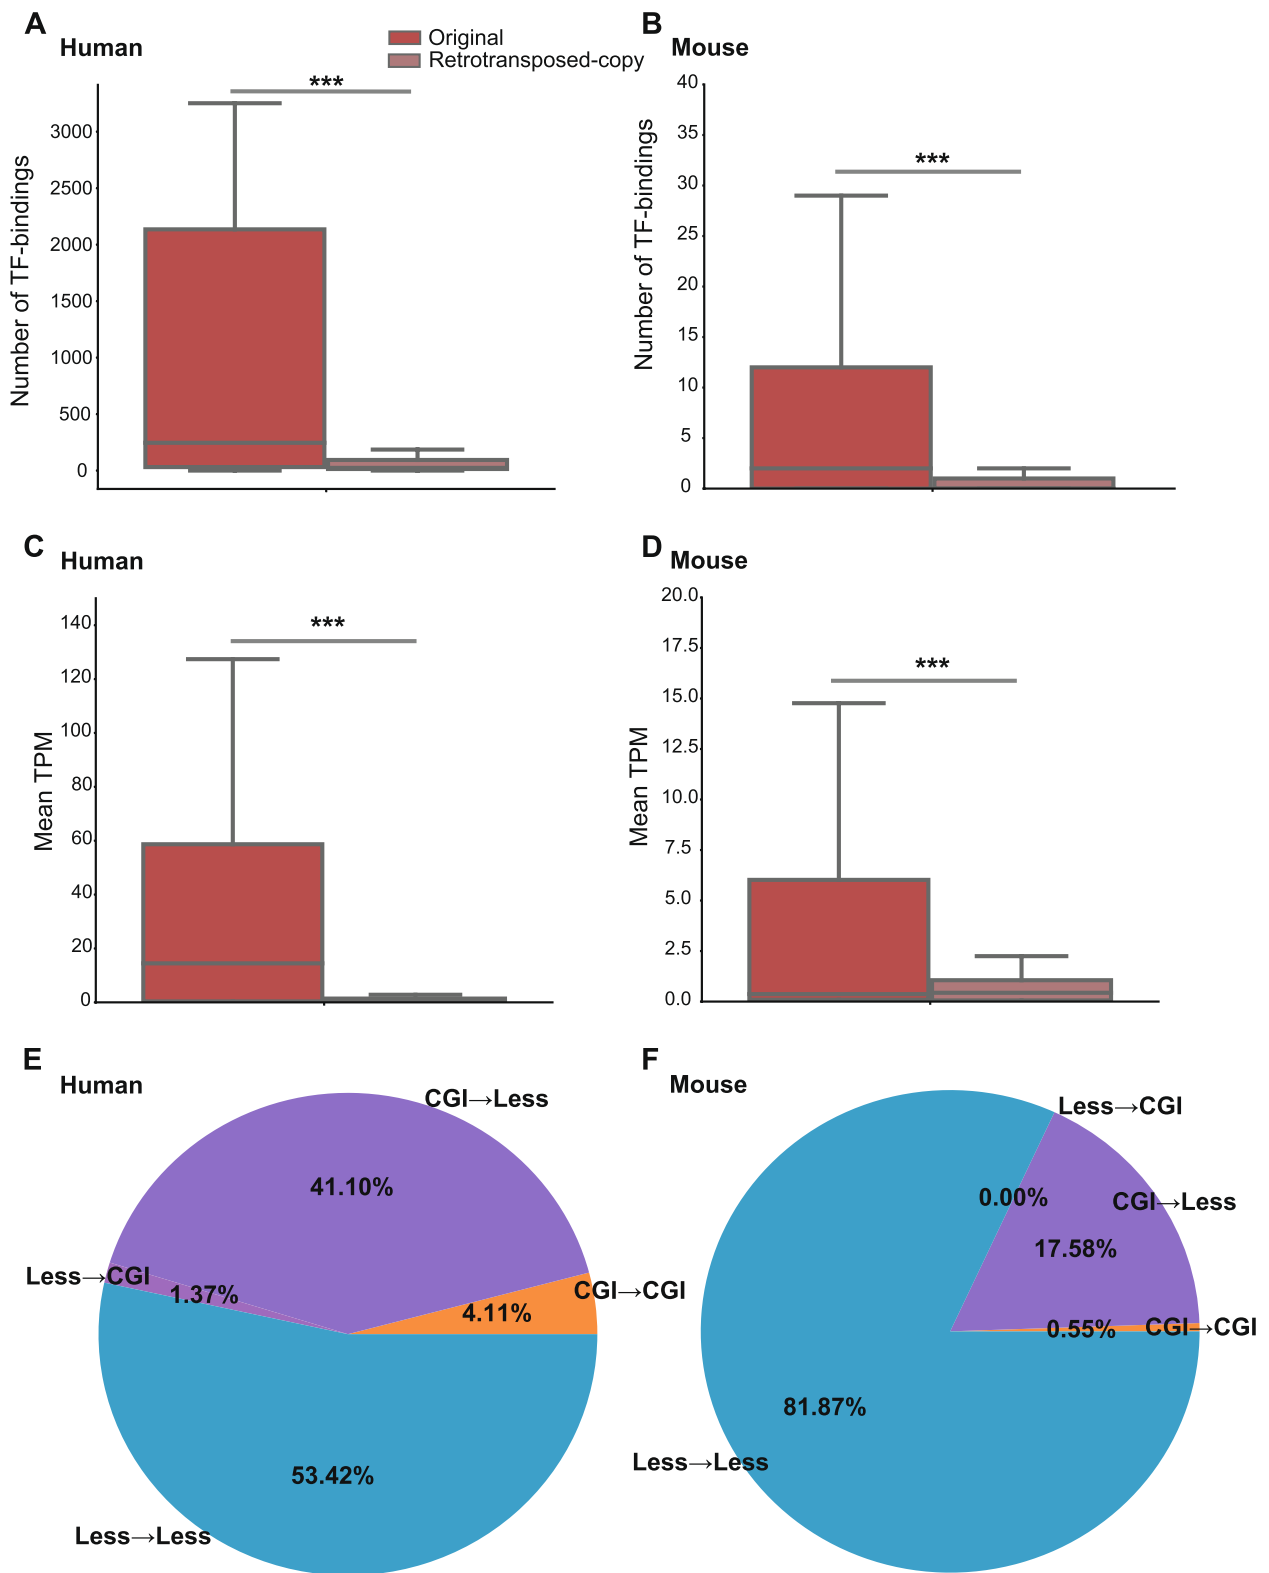 A
Human
Original
Retrotransposed-copy
***
3000
2500
2000
1500
1000
500
0
Number of TF-bindings
B
Mouse
***
40
35
30
25
20
15
10
5
0
Number of TF-bindings
C
Human
***
140
120
100
80
60
40
20
0
Mean TPM
D
Mouse
***
20.0
17.5
15.0
12.5
10.0
7.5
5.0
2.5
0.0
Mean TPM
E
Human
CGI→Less
41.10%
Less→CGI
1.37%
CGI→CGI
4.11%
53.42%
Less→Less
F
Mouse
Less→CGI
0.00%
CGI→Less
17.58%
0.55%
CGI→CGI
81.87%
Less→Less